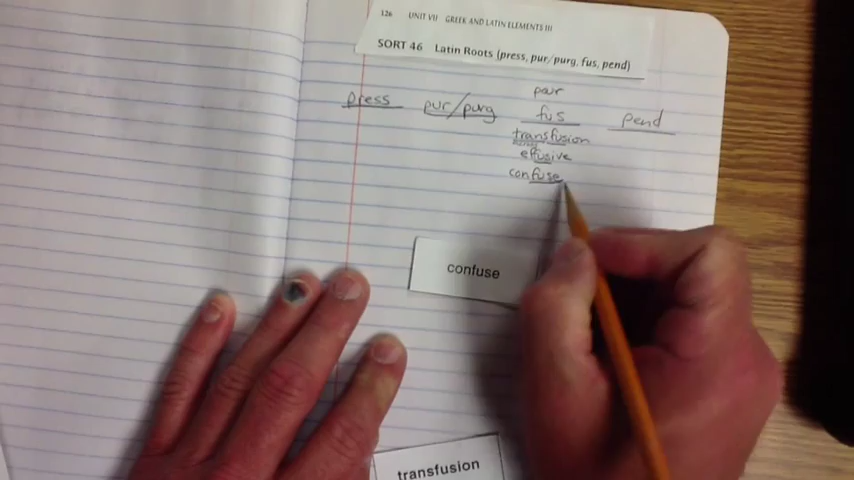 126 UNIT VII GREEK AND LATIN ELEMENTS III
SORT 46 Latin Roots (press, pur/purg, fus, pend)
pour
press pur/purg fus pend
transfusion
effusive
confuse
confuse
transfusion